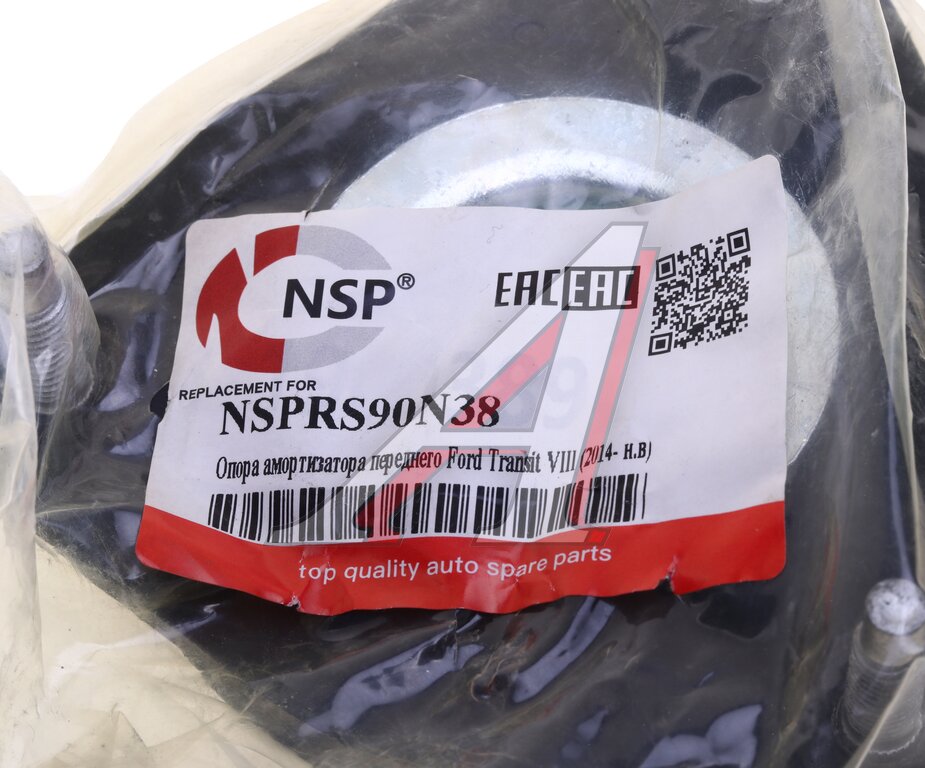 NSP®
EAC EAC
REPLACEMENT FOR
NSPRS90N38
Опора амортизатора переднего Ford Transit VIII (2014- н.в)
top quality auto spare parts